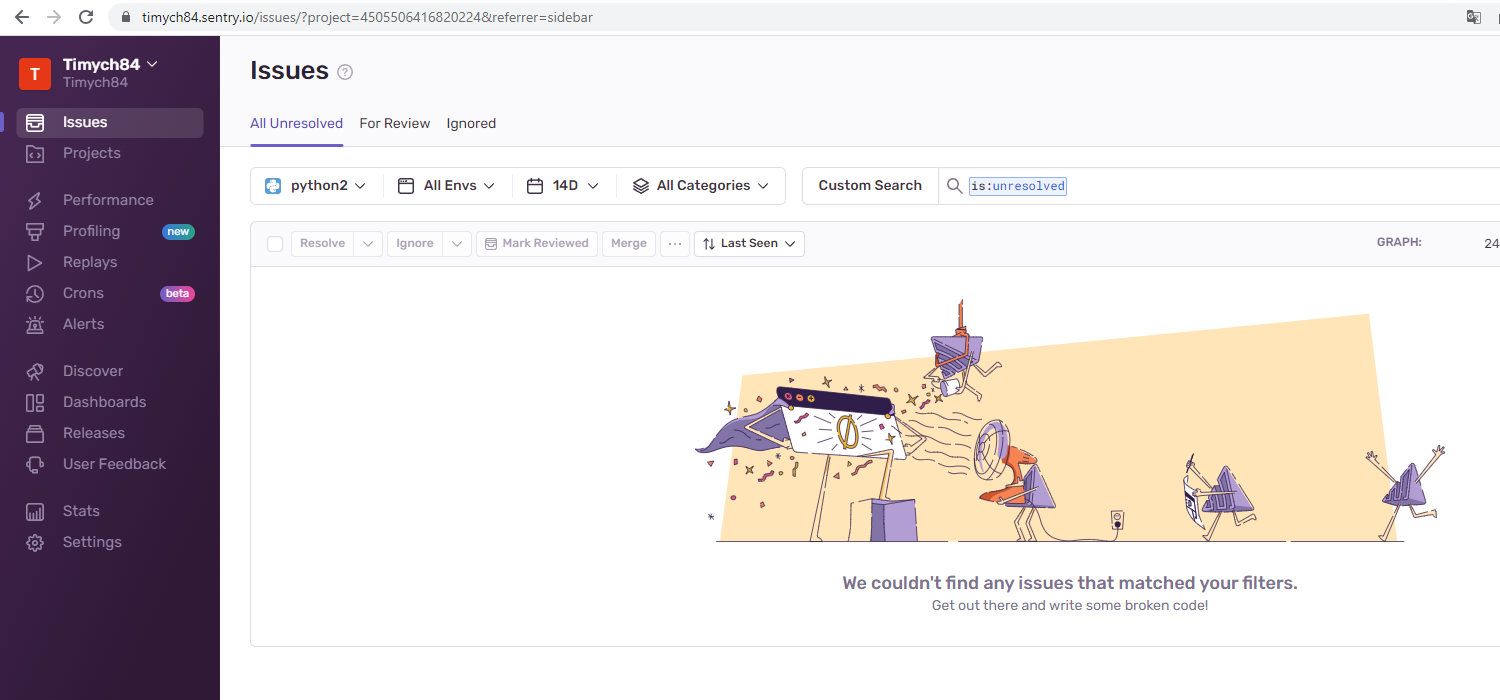 timych84.sentry.io/issues/?project=4505506416820224&referrer=sidebar
T
Timych84
Timych84
Issues
Projects
Performance
Profiling new
Replays
Crons beta
Alerts
Discover
Dashboards
Releases
User Feedback
Stats
Settings
Issues ?
All Unresolved For Review Ignored
python2 All Envs 14D All Categories Custom Search is:unresolved
Resolve Ignore Mark Reviewed Merge ... Last Seen GRAPH: 24
0
We couldn't find any issues that matched your filters.
Get out there and write some broken code!